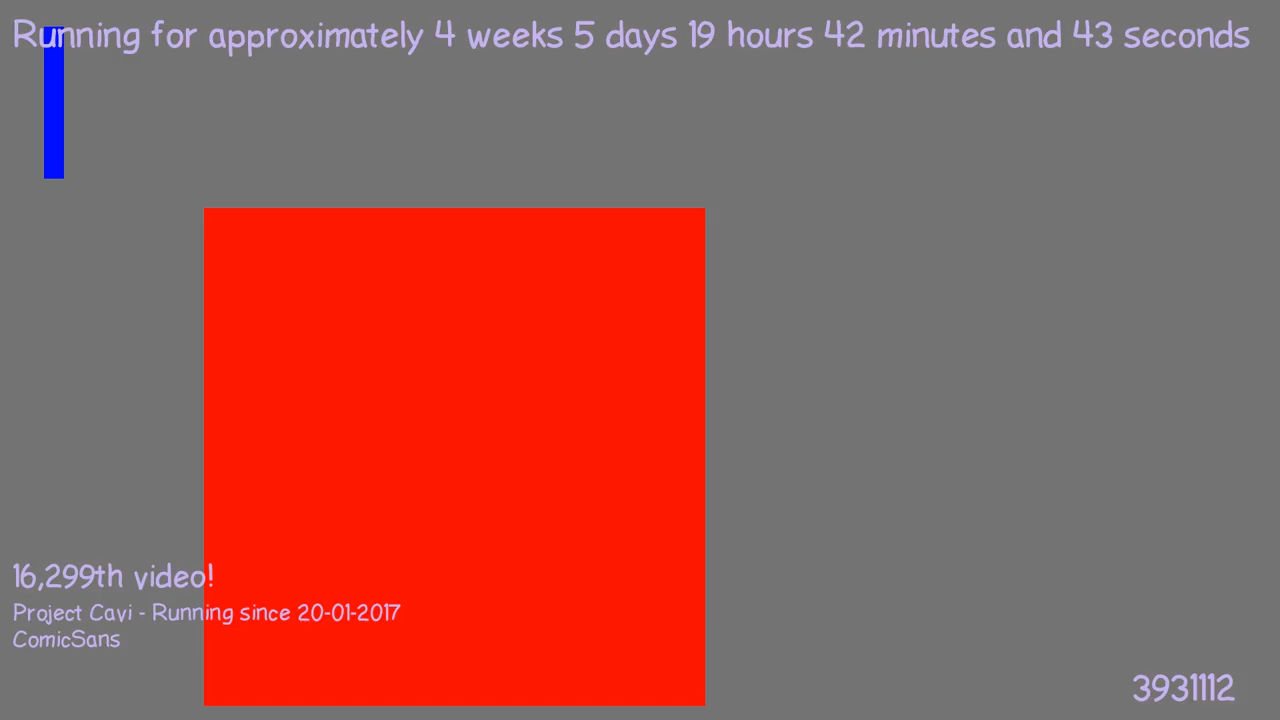 Running for approximately 4 weeks 5 days 19 hours 42 minutes and 43 seconds
16,299th video!
Project Cavi - Running since 20-01-2017
ComicSans
3931112